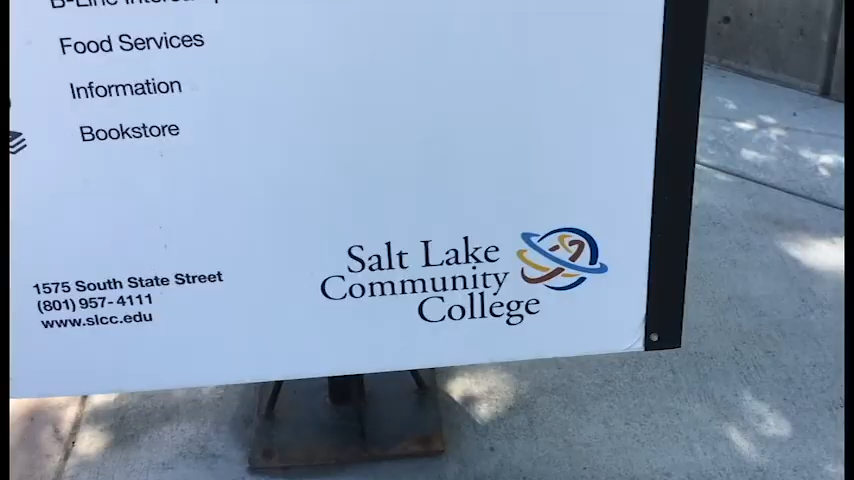 Food Services
Information
Bookstore
1575 South State Street
(801) 957-4111
www.slcc.edu
Salt Lake
Community
College